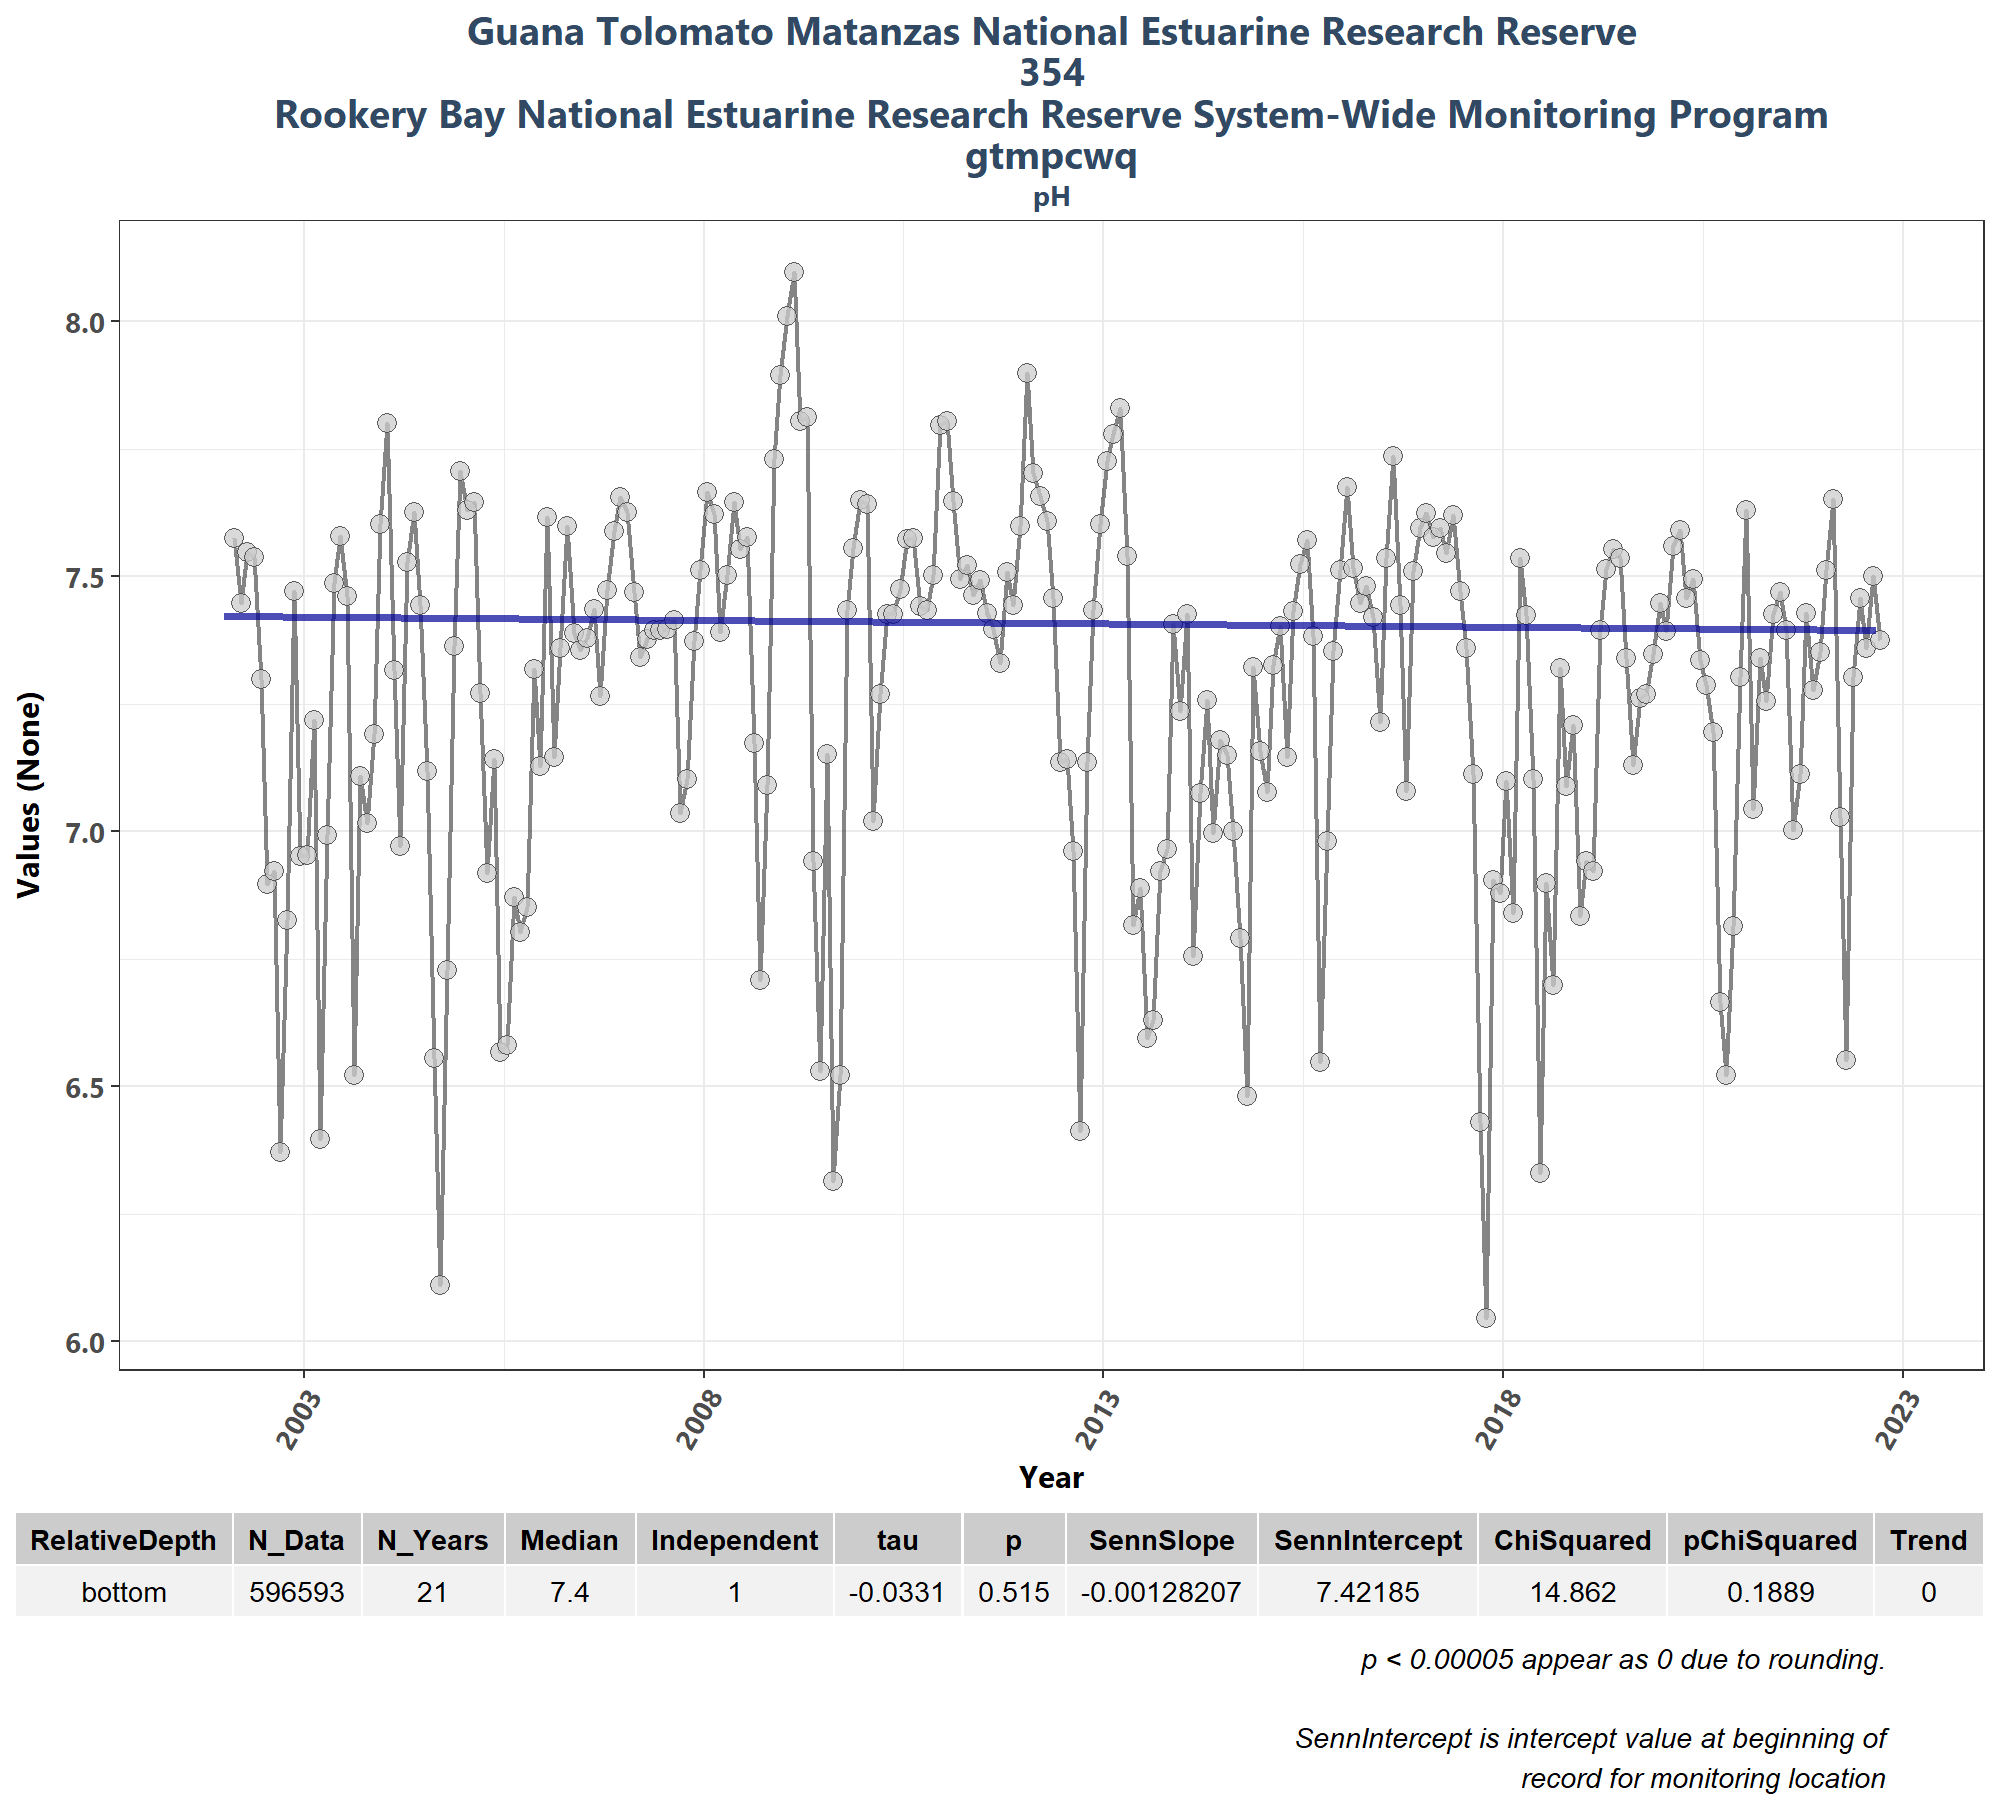 Guana Tolomato Matanzas National Estuarine Research Reserve
354
Rookery Bay National Estuarine Research Reserve System-Wide Monitoring Program
gtmpcwq
pH
Values (None)
8.0
7.5
7.0
6.5
6.0
2003 2008 2013 2018 2023
Year
RelativeDepth N_Data N_Years Median Independent tau p SennSlope SennIntercept ChiSquared pChiSquared Trend
bottom 596593 21 7.4 1 -0.0331 0.515 -0.00128207 7.42185 14.862 0.1889 0
p < 0.00005 appear as 0 due to rounding.
SennIntercept is intercept value at beginning of
record for monitoring location